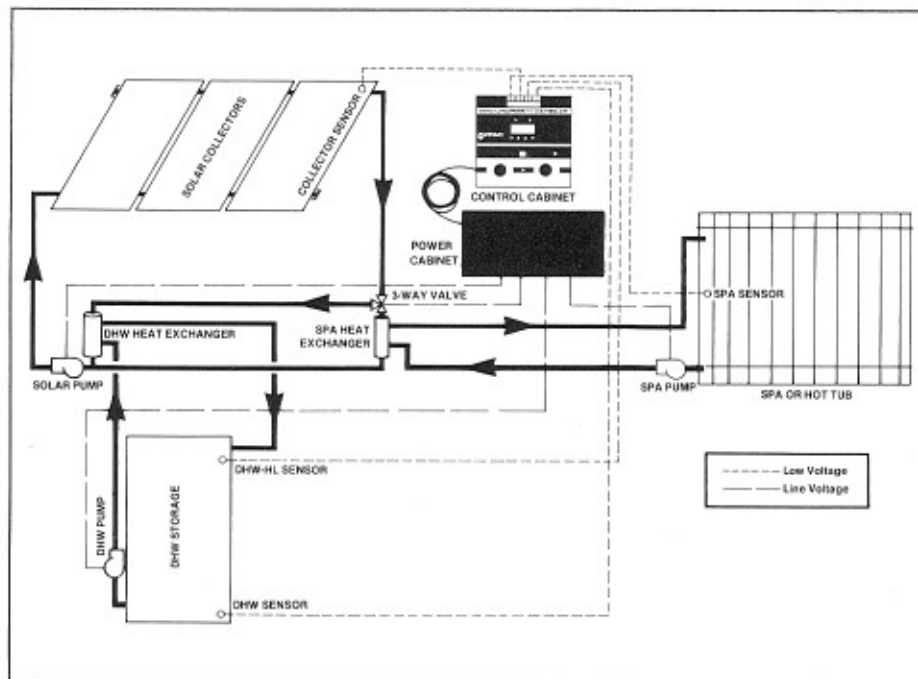 SOLAR COLLECTORS
COLLECTOR SENSOR
CONTROL CABINET
POWER
CABINET
3-WAY VALVE
SPA SENSOR
DHW HEAT EXCHANGER
SPA HEAT
EXCHANGER
SOLAR PUMP
SPA PUMP
SPA OR HOT TUB
DHW-HL SENSOR
DHW STORAGE
DHW PUMP
DHW SENSOR
Low Voltage
Line Voltage